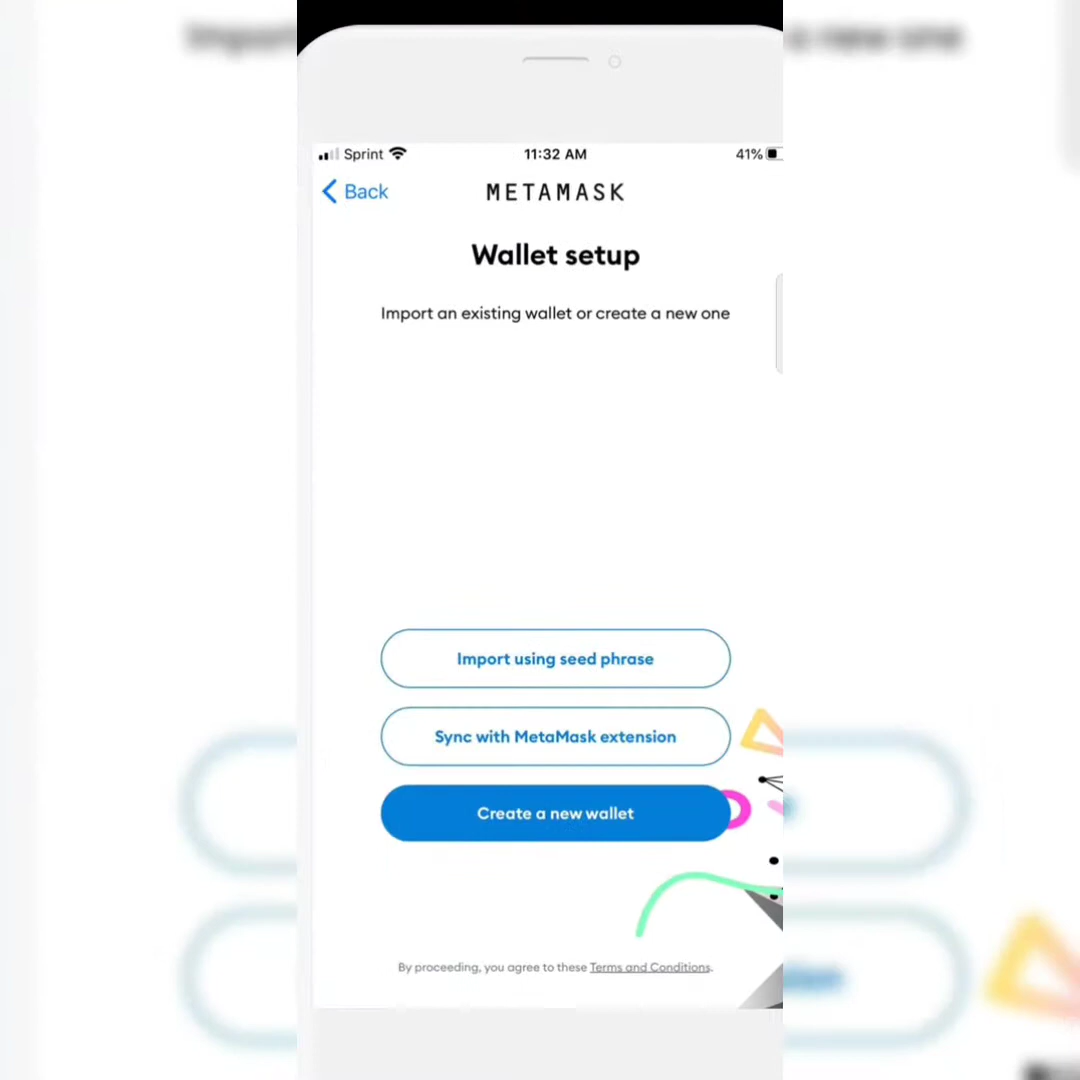 Sprint 11:32 AM 41%
Back METAMASK
Wallet setup
Import an existing wallet or create a new one
Import using seed phrase
Sync with MetaMask extension
Create a new wallet
By proceeding, you agree to these Terms and Conditions.